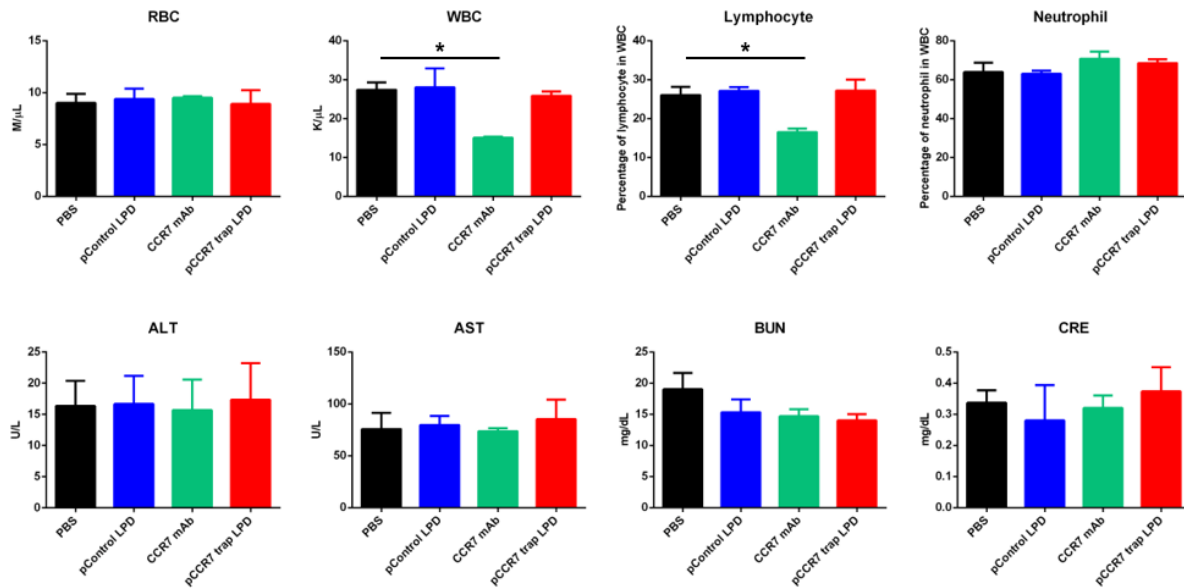 RBC
M/μL
15
10
5
0
PBS
pControl LPD
CCR7 mAb
pCCR7 trap LPD
WBC
K/μL
40
30
20
10
0
*
PBS
pControl LPD
CCR7 mAb
pCCR7 trap LPD
Lymphocyte
Percentage of lymphocyte in WBC
40
30
20
10
0
*
PBS
pControl LPD
CCR7 mAb
pCCR7 trap LPD
Neutrophil
Percentage of neutrophil in WBC
80
60
40
20
0
PBS
pControl LPD
CCR7 mAb
pCCR7 trap LPD
ALT
U/L
25
20
15
10
5
0
PBS
pControl LPD
CCR7 mAb
pCCR7 trap LPD
AST
U/L
150
100
50
0
PBS
pControl LPD
CCR7 mAb
pCCR7 trap LPD
BUN
mg/dL
25
20
15
10
5
0
PBS
pControl LPD
CCR7 mAb
pCCR7 trap LPD
CRE
mg/dL
0.5
0.4
0.3
0.2
0.1
0.0
PBS
pControl LPD
CCR7 mAb
pCCR7 trap LPD